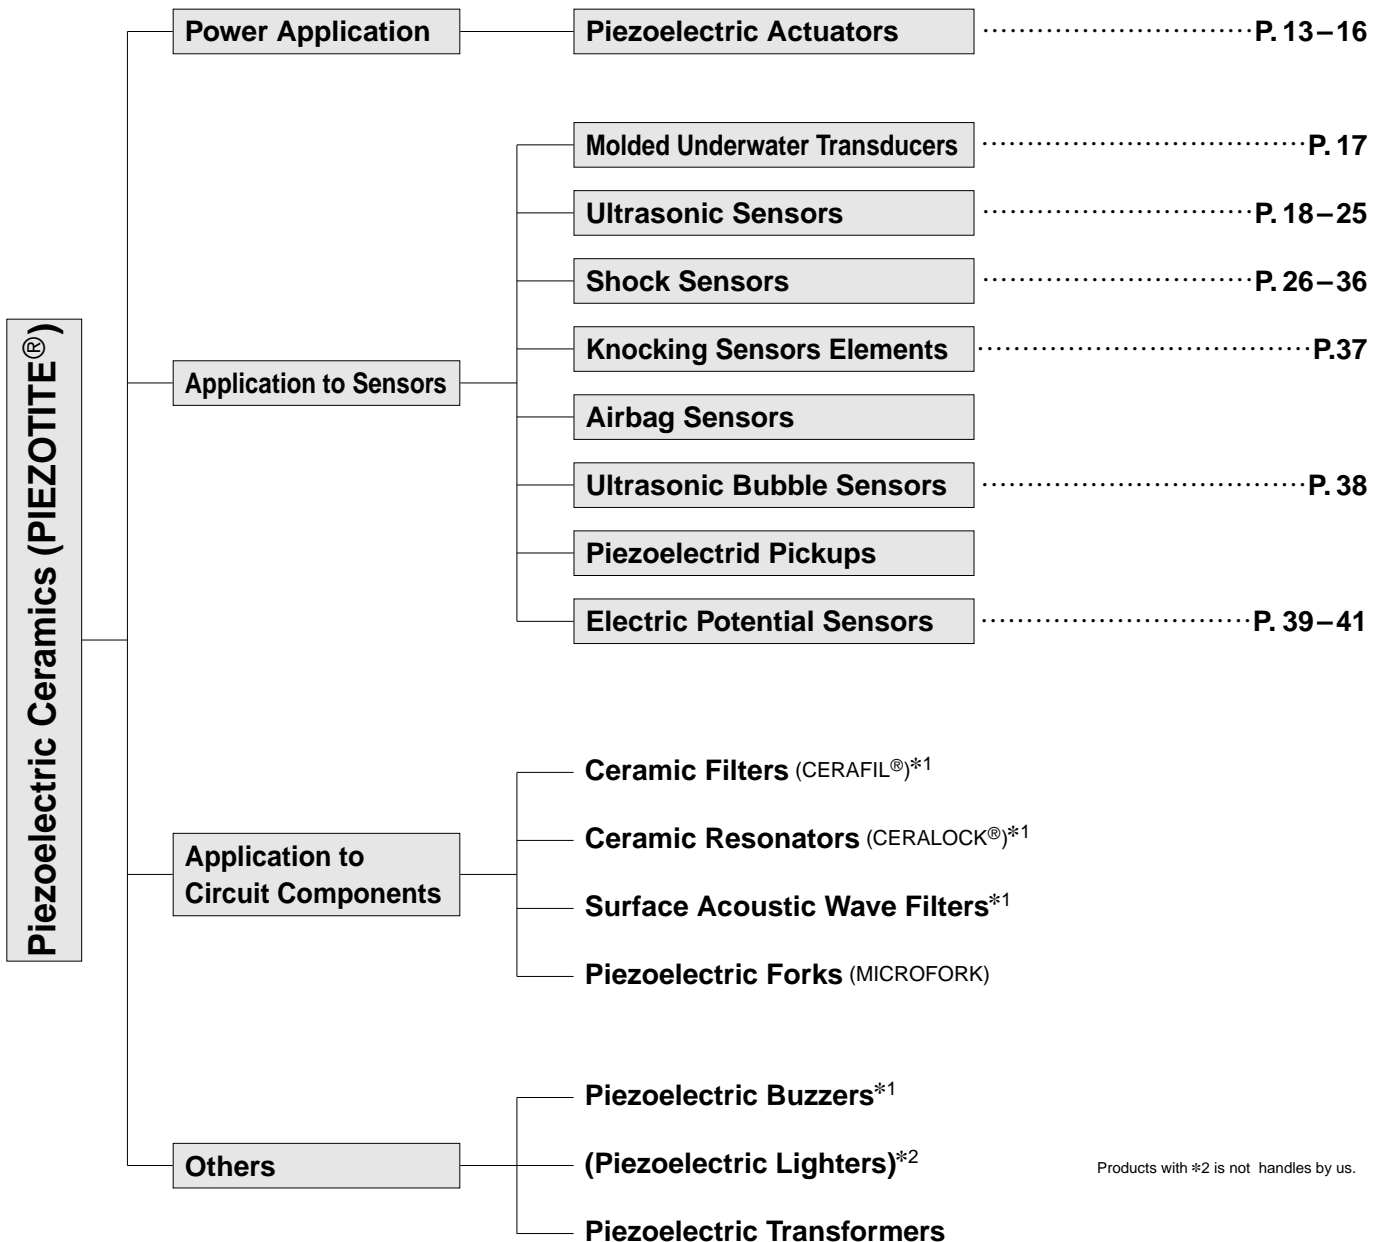 Piezoelectric Ceramics (PIEZOTITE®)
Power Application
Piezoelectric Actuators ······························ P. 13–16
Application to Sensors
Molded Underwater Transducers ···································· P. 17
Ultrasonic Sensors ······························ P. 18–25
Shock Sensors ······························ P. 26–36
Knocking Sensors Elements ····································· P.37
Airbag Sensors
Ultrasonic Bubble Sensors ···································· P. 38
Piezoelectrid Pickups
Electric Potential Sensors ······························ P. 39–41
Application to
Circuit Components
Ceramic Filters (CERAFIL®)*1
Ceramic Resonators (CERALOCK®)*1
Surface Acoustic Wave Filters*1
Piezoelectric Forks (MICROFORK)
Others
Piezoelectric Buzzers*1
(Piezoelectric Lighters)*2
Piezoelectric Transformers
Products with *2 is not handles by us.